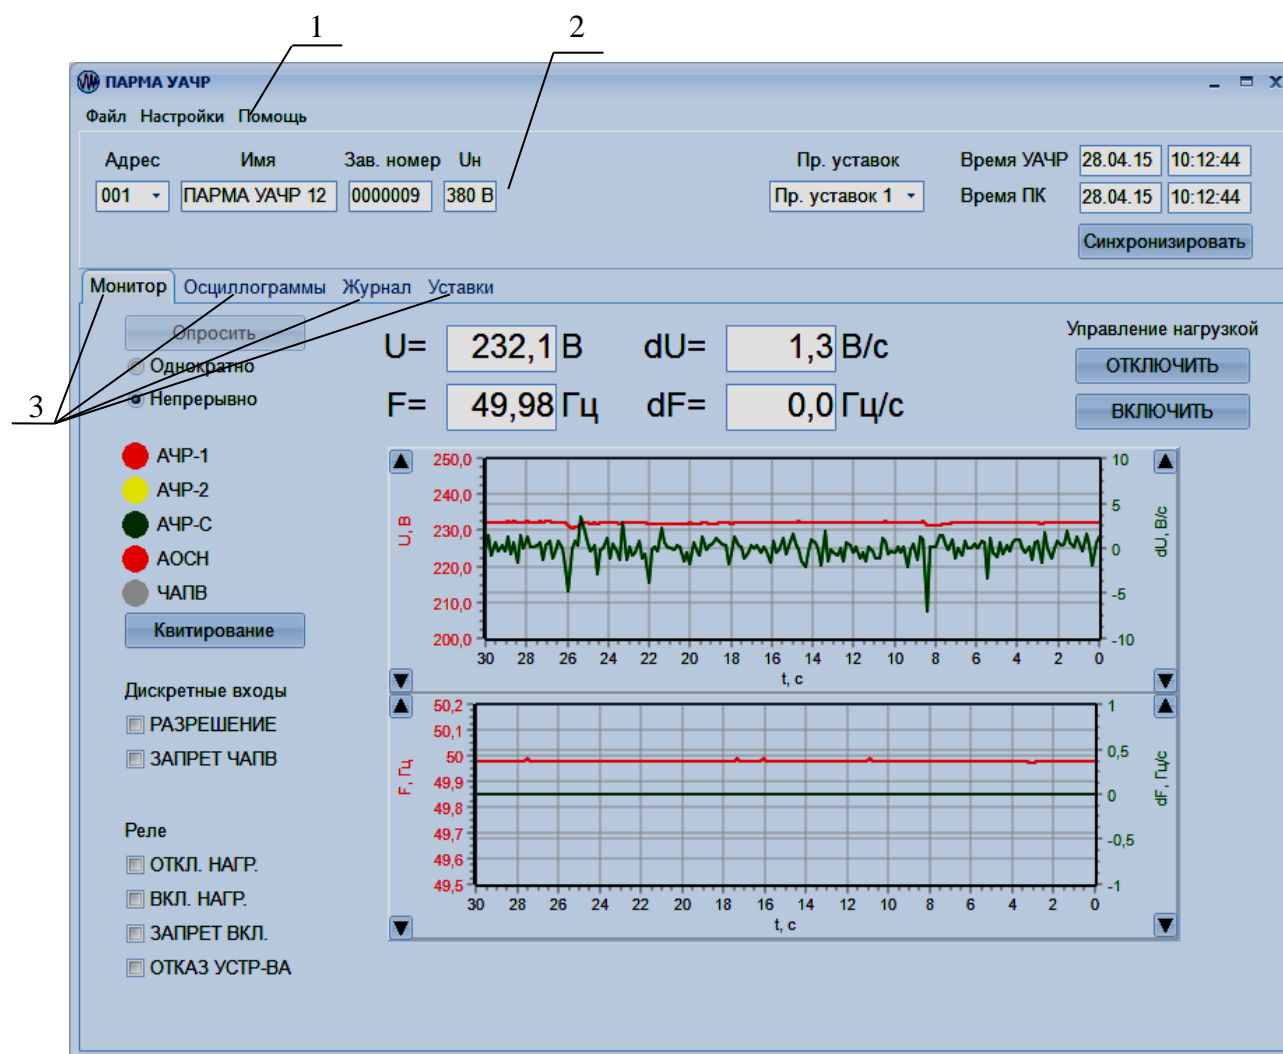 1
2
ПАРМА УАЧР
Файл Настройки Помощь
Адрес Имя Зав. номер Uн Пр. уставок Время УАЧР 28.04.15 10:12:44
001 ПАРМА УАЧР 12 0000009 380 В Пр. уставок 1 Время ПК 28.04.15 10:12:44
Синхронизировать
Монитор Осциллограммы Журнал Уставки
Опросить
Однократно
Непрерывно
3
U= 232,1 В dU= 1,3 В/с
F= 49,98 Гц dF= 0,0 Гц/с
Управление нагрузкой
ОТКЛЮЧИТЬ
ВКЛЮЧИТЬ
АЧР-1
АЧР-2
АЧР-С
АОСН
ЧАПВ
Квитирование
Дискретные входы
РАЗРЕШЕНИЕ
ЗАПРЕТ ЧАПВ
Реле
ОТКЛ. НАГР.
ВКЛ. НАГР.
ЗАПРЕТ ВКЛ.
ОТКАЗ УСТР-ВА
U, В
250,0
240,0
230,0
220,0
210,0
200,0
10
5
0
-5
-10
dU, В/с
30 28 26 24 22 20 18 16 14 12 10 8 6 4 2 0
t, с
F, Гц
50,2
50,1
50
49,9
49,8
49,7
49,6
49,5
1
0,5
0
-0,5
-1
dF, Гц/с
30 28 26 24 22 20 18 16 14 12 10 8 6 4 2 0
t, с